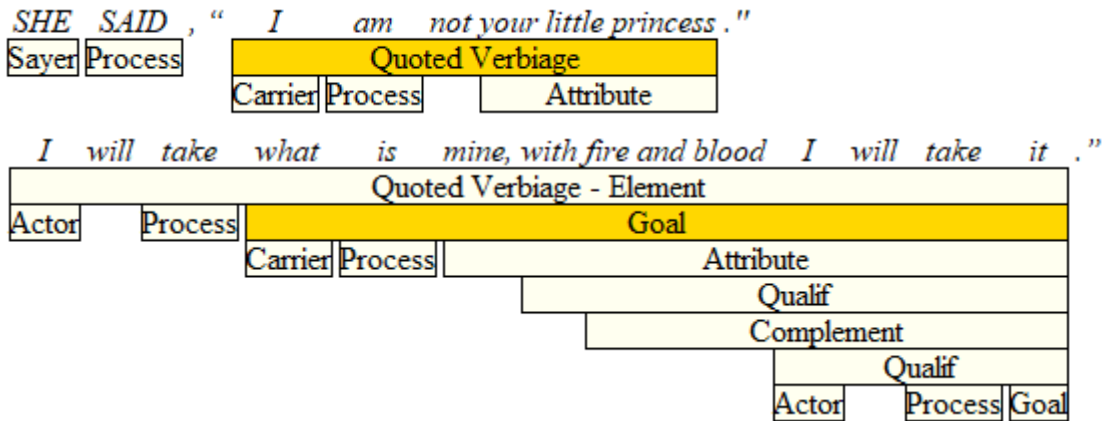 SHE SAID , “ I am not your little princess ."
Sayer Process Quoted Verbiage
Carrier Process Attribute
I will take what is mine, with fire and blood I will take it .”
Quoted Verbiage - Element
Actor Process Goal
Carrier Process Attribute
Qualif
Complement
Qualif
Actor Process Goal